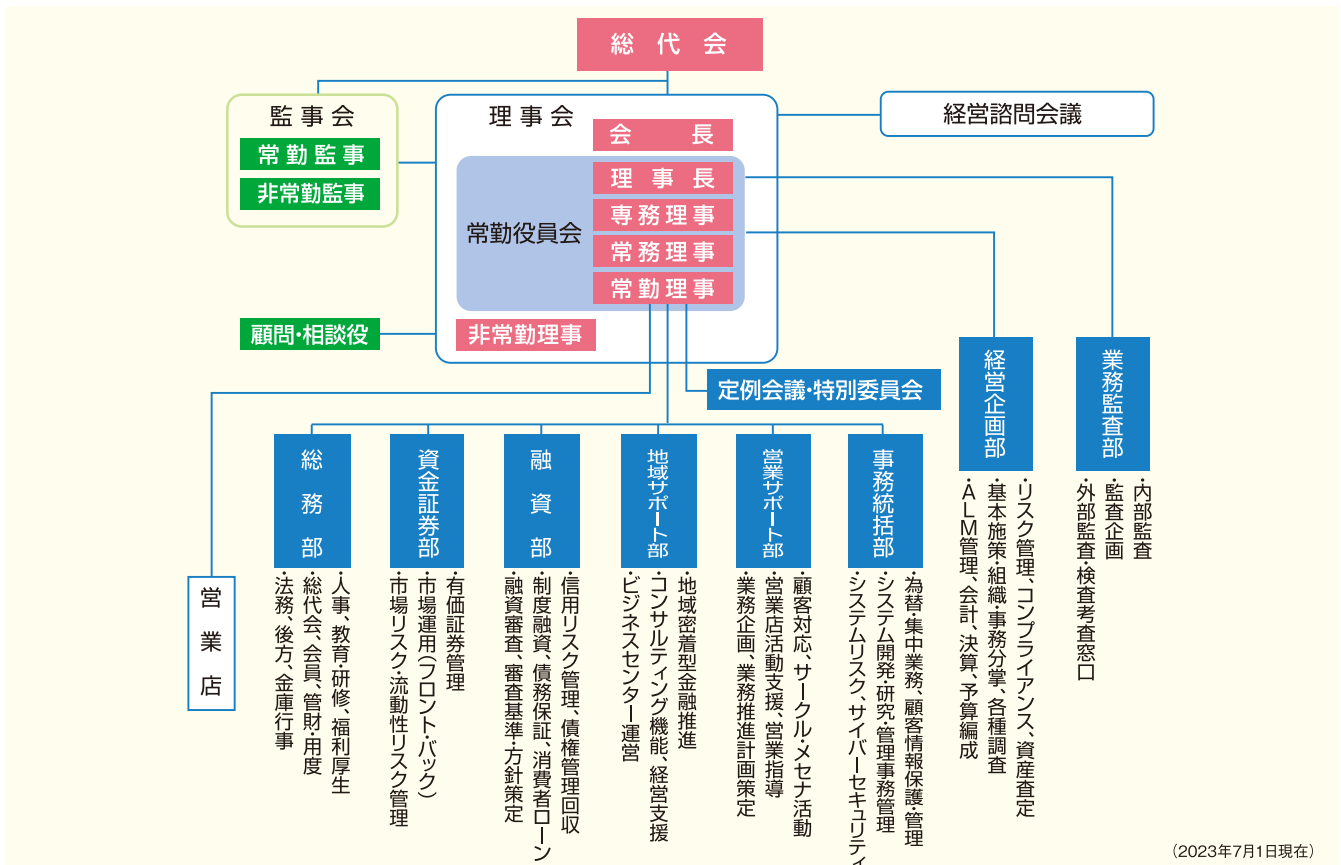 総代会
監事会
常勤監事
非常勤監事
理事会
会長
常勤役員会
理事長
専務理事
常務理事
常勤理事
非常勤理事
経営諮問会議
顧問・相談役
定例会議・特別委員会
営業店
総務部
・人事、教育・研修、福利厚生
・総代会、会員、管財・用度
・法務、後方、金庫行事
資金証券部
・有価証券管理
・市場運用(フロント・バック)
・市場リスク・流動性リスク管理
融資部
・信用リスク管理、債権管理回収
・制度融資、債務保証、消費者ローン
・融資審査、審査基準・方針策定
地域サポート部
・地域密着型金融推進
・コンサルティング機能、経営支援
・ビジネスセンター運営
営業サポート部
・顧客対応、サークル・メセナ活動
・営業店活動支援、営業指導
・業務企画、業務推進計画策定
事務統括部
・為替・集中業務、顧客情報保護・管理
・システム開発・研究・管理事務管理
・システムリスク、サイバーセキュリティ
経営企画部
・リスク管理、コンプライアンス、資産査定
・基本施策・組織・事務分掌、各種調査
・ALM管理、会計、決算、予算編成
業務監査部
・内部監査
・監査企画
・外部監査・検査考査窓口
(2023年7月1日現在)